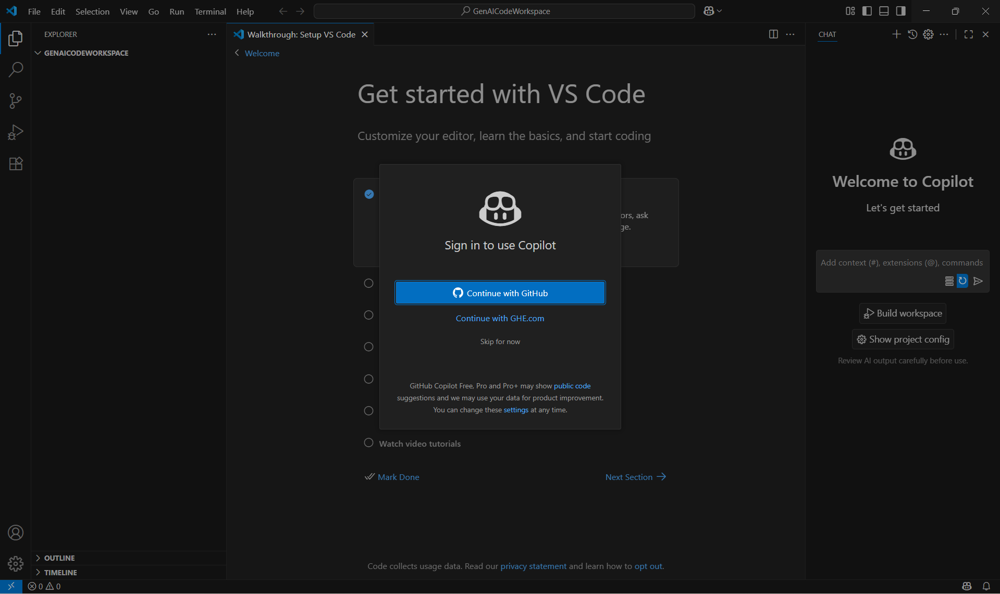 File Edit Selection View Go Run Terminal Help
GenAICodeWorkspace
EXPLORER
GENAICODEWORKSPACE
OUTLINE
TIMELINE
Walkthrough: Setup VS Code
Welcome
Get started with VS Code
Customize your editor, learn the basics, and start coding
ors, ask
ge.
Sign in to use Copilot
Continue with GitHub
Continue with GHE.com
Skip for now
GitHub Copilot Free, Pro and Pro+ may show public code
suggestions and we may use your data for product improvement.
You can change these settings at any time.
Watch video tutorials
Mark Done
Next Section
Code collects usage data. Read our privacy statement and learn how to opt out.
CHAT
Welcome to Copilot
Let's get started
Add context (#), extensions (@), commands
Build workspace
Show project config
Review AI output carefully before use.
0 0